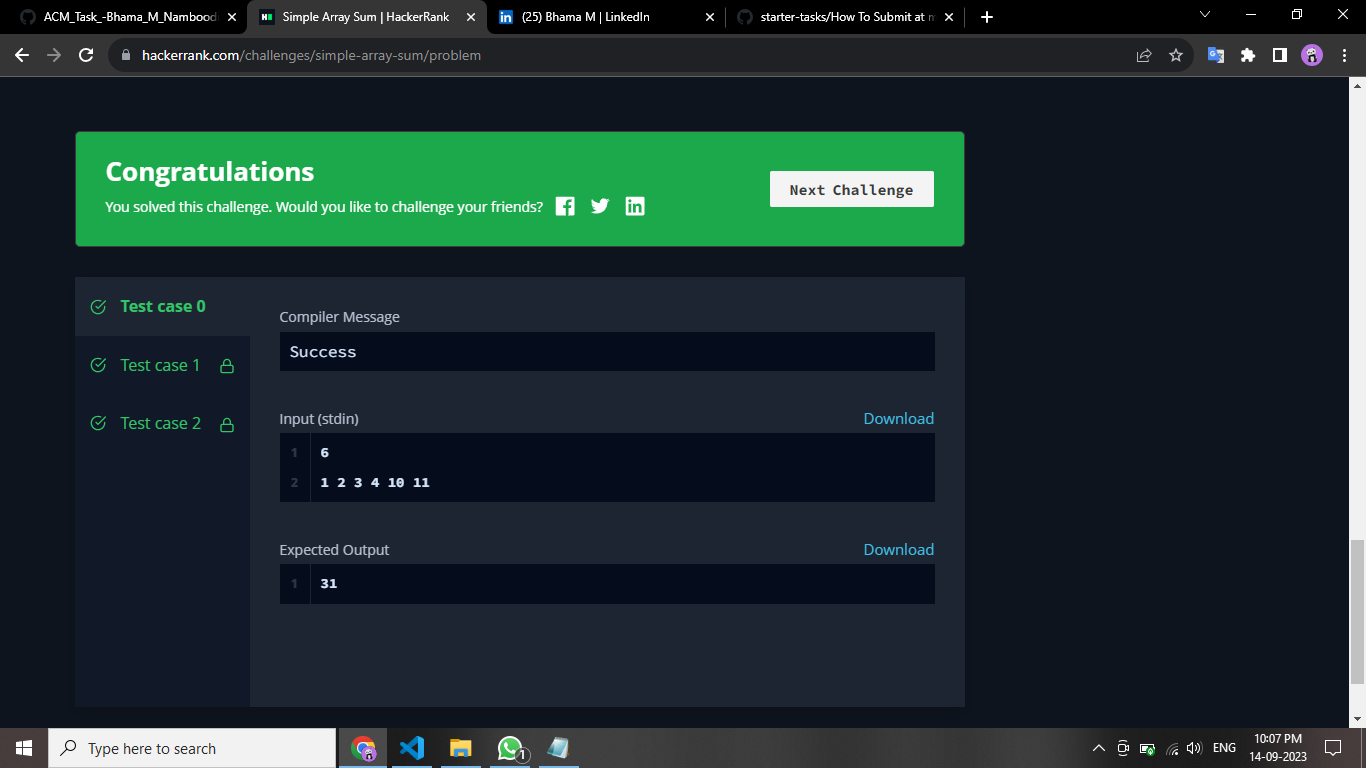 ACM_Task_-Bhama_M_Nambood
Simple Array Sum | HackerRank
(25) Bhama M | LinkedIn
starter-tasks/How To Submit at m
hackerrank.com/challenges/simple-array-sum/problem
Congratulations
You solved this challenge. Would you like to challenge your friends?
Next Challenge
Test case 0
Test case 1
Test case 2
Compiler Message
Success
Input (stdin)
Download
1 6
2 1 2 3 4 10 11
Expected Output
Download
1 31
Type here to search
1
ENG
10:07 PM
14-09-2023